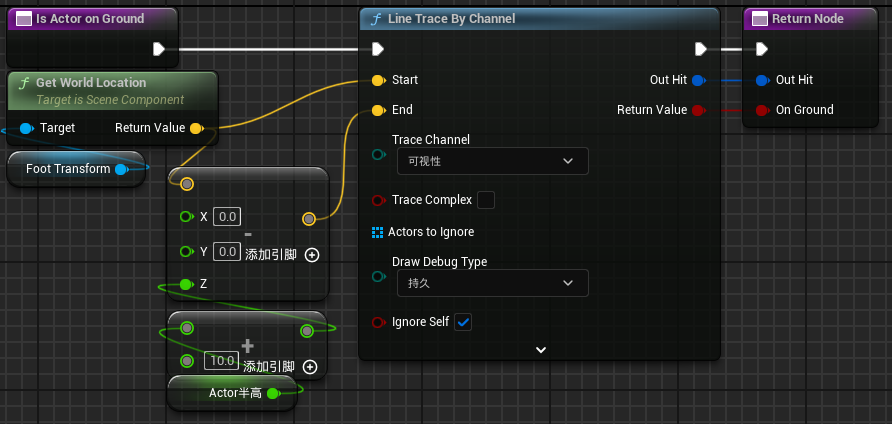 Is Actor on Ground
Get World Location
Target is Scene Component
Target
Return Value
Foot Transform
X 0.0
Y 0.0
-
添加引脚
Z
+
10.0
添加引脚
Actor半高
Line Trace By Channel
Start
Out Hit
End
Return Value
Trace Channel
可视性
Trace Complex
Actors to Ignore
Draw Debug Type
持久
Ignore Self
Return Node
Out Hit
On Ground